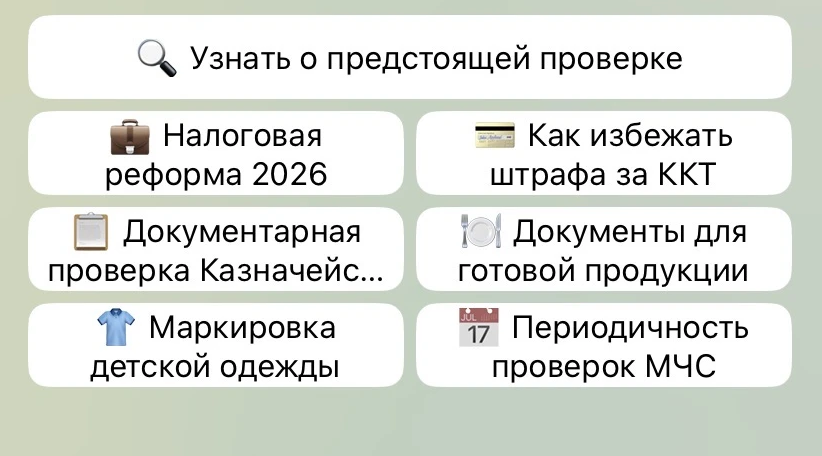 🔍 Узнать о предстоящей проверке
💼 Налоговая
реформа 2026
💳 Как избежать
штрафа за ККТ
📋 Документарная
проверка Казначейс...
🍽 Документы для
готовой продукции
👕 Маркировка
детской одежды
📅 Периодичность
проверок МЧС